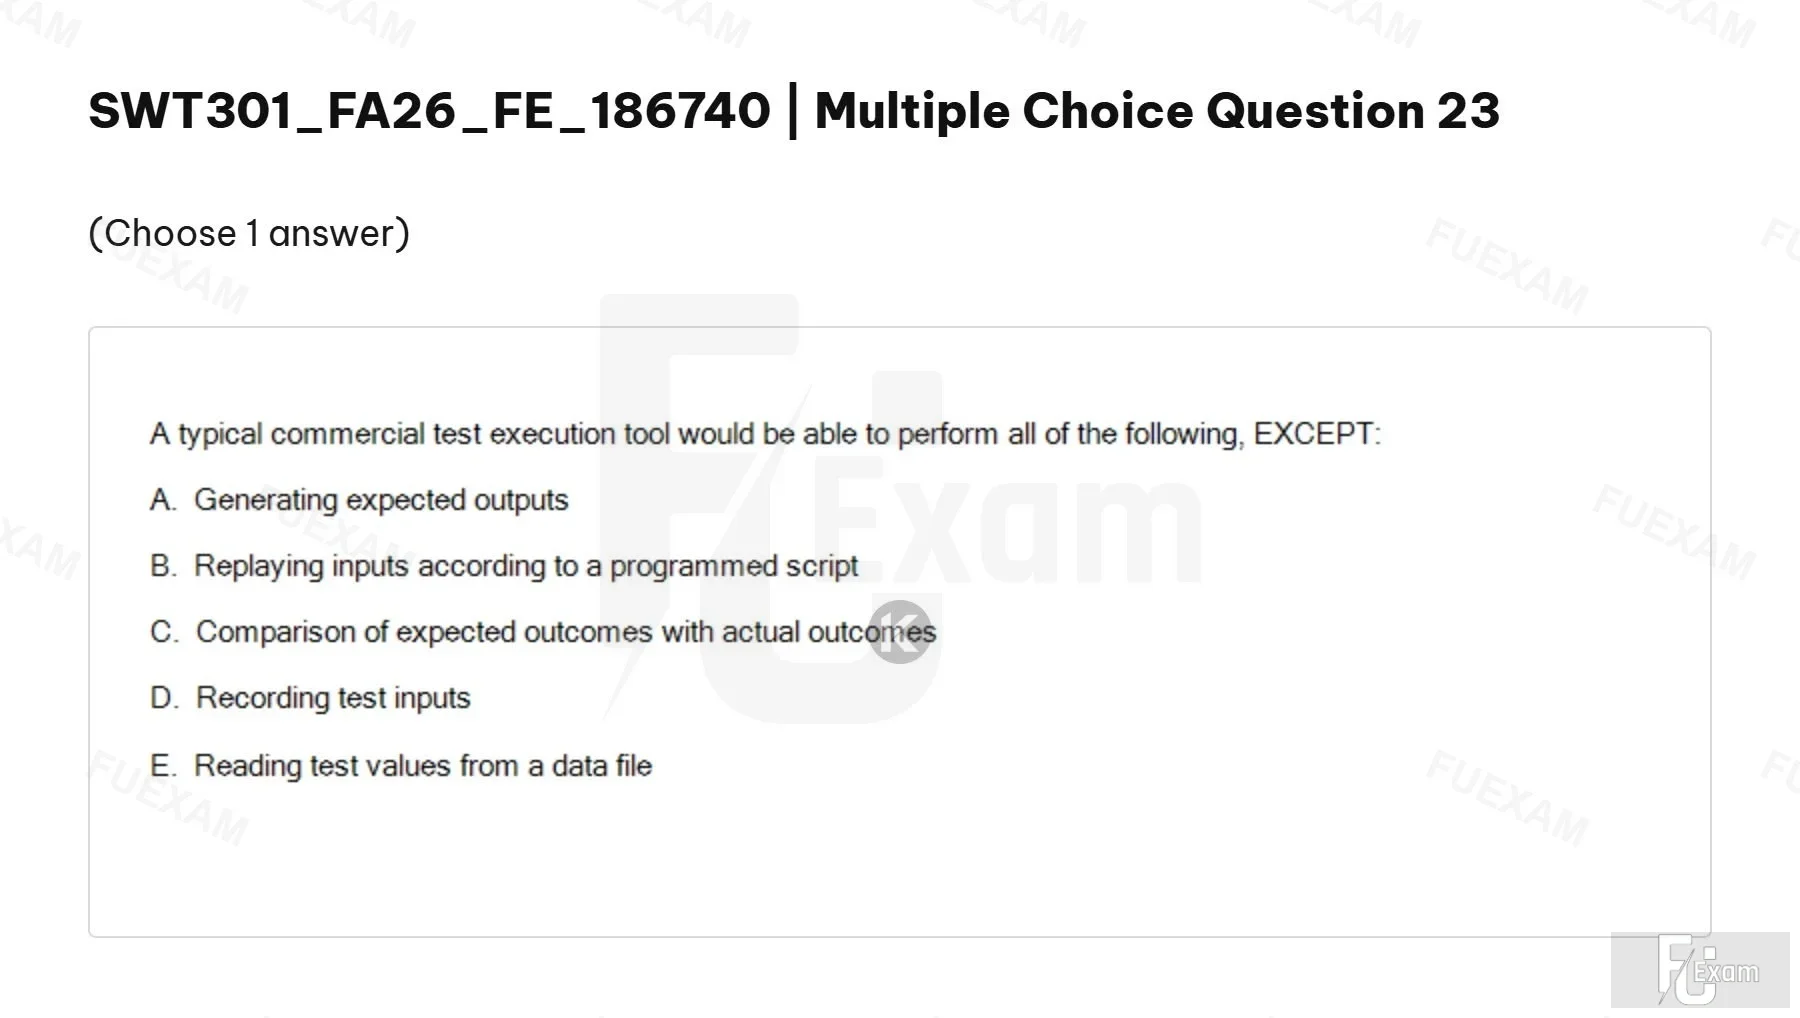 SWT301_FA26_FE_186740 | Multiple Choice Question 23
(Choose 1 answer)
A typical commercial test execution tool would be able to perform all of the following, EXCEPT:
A. Generating expected outputs
B. Replaying inputs according to a programmed script
C. Comparison of expected outcomes with actual outcomes
D. Recording test inputs
E. Reading test values from a data file
FU Exam